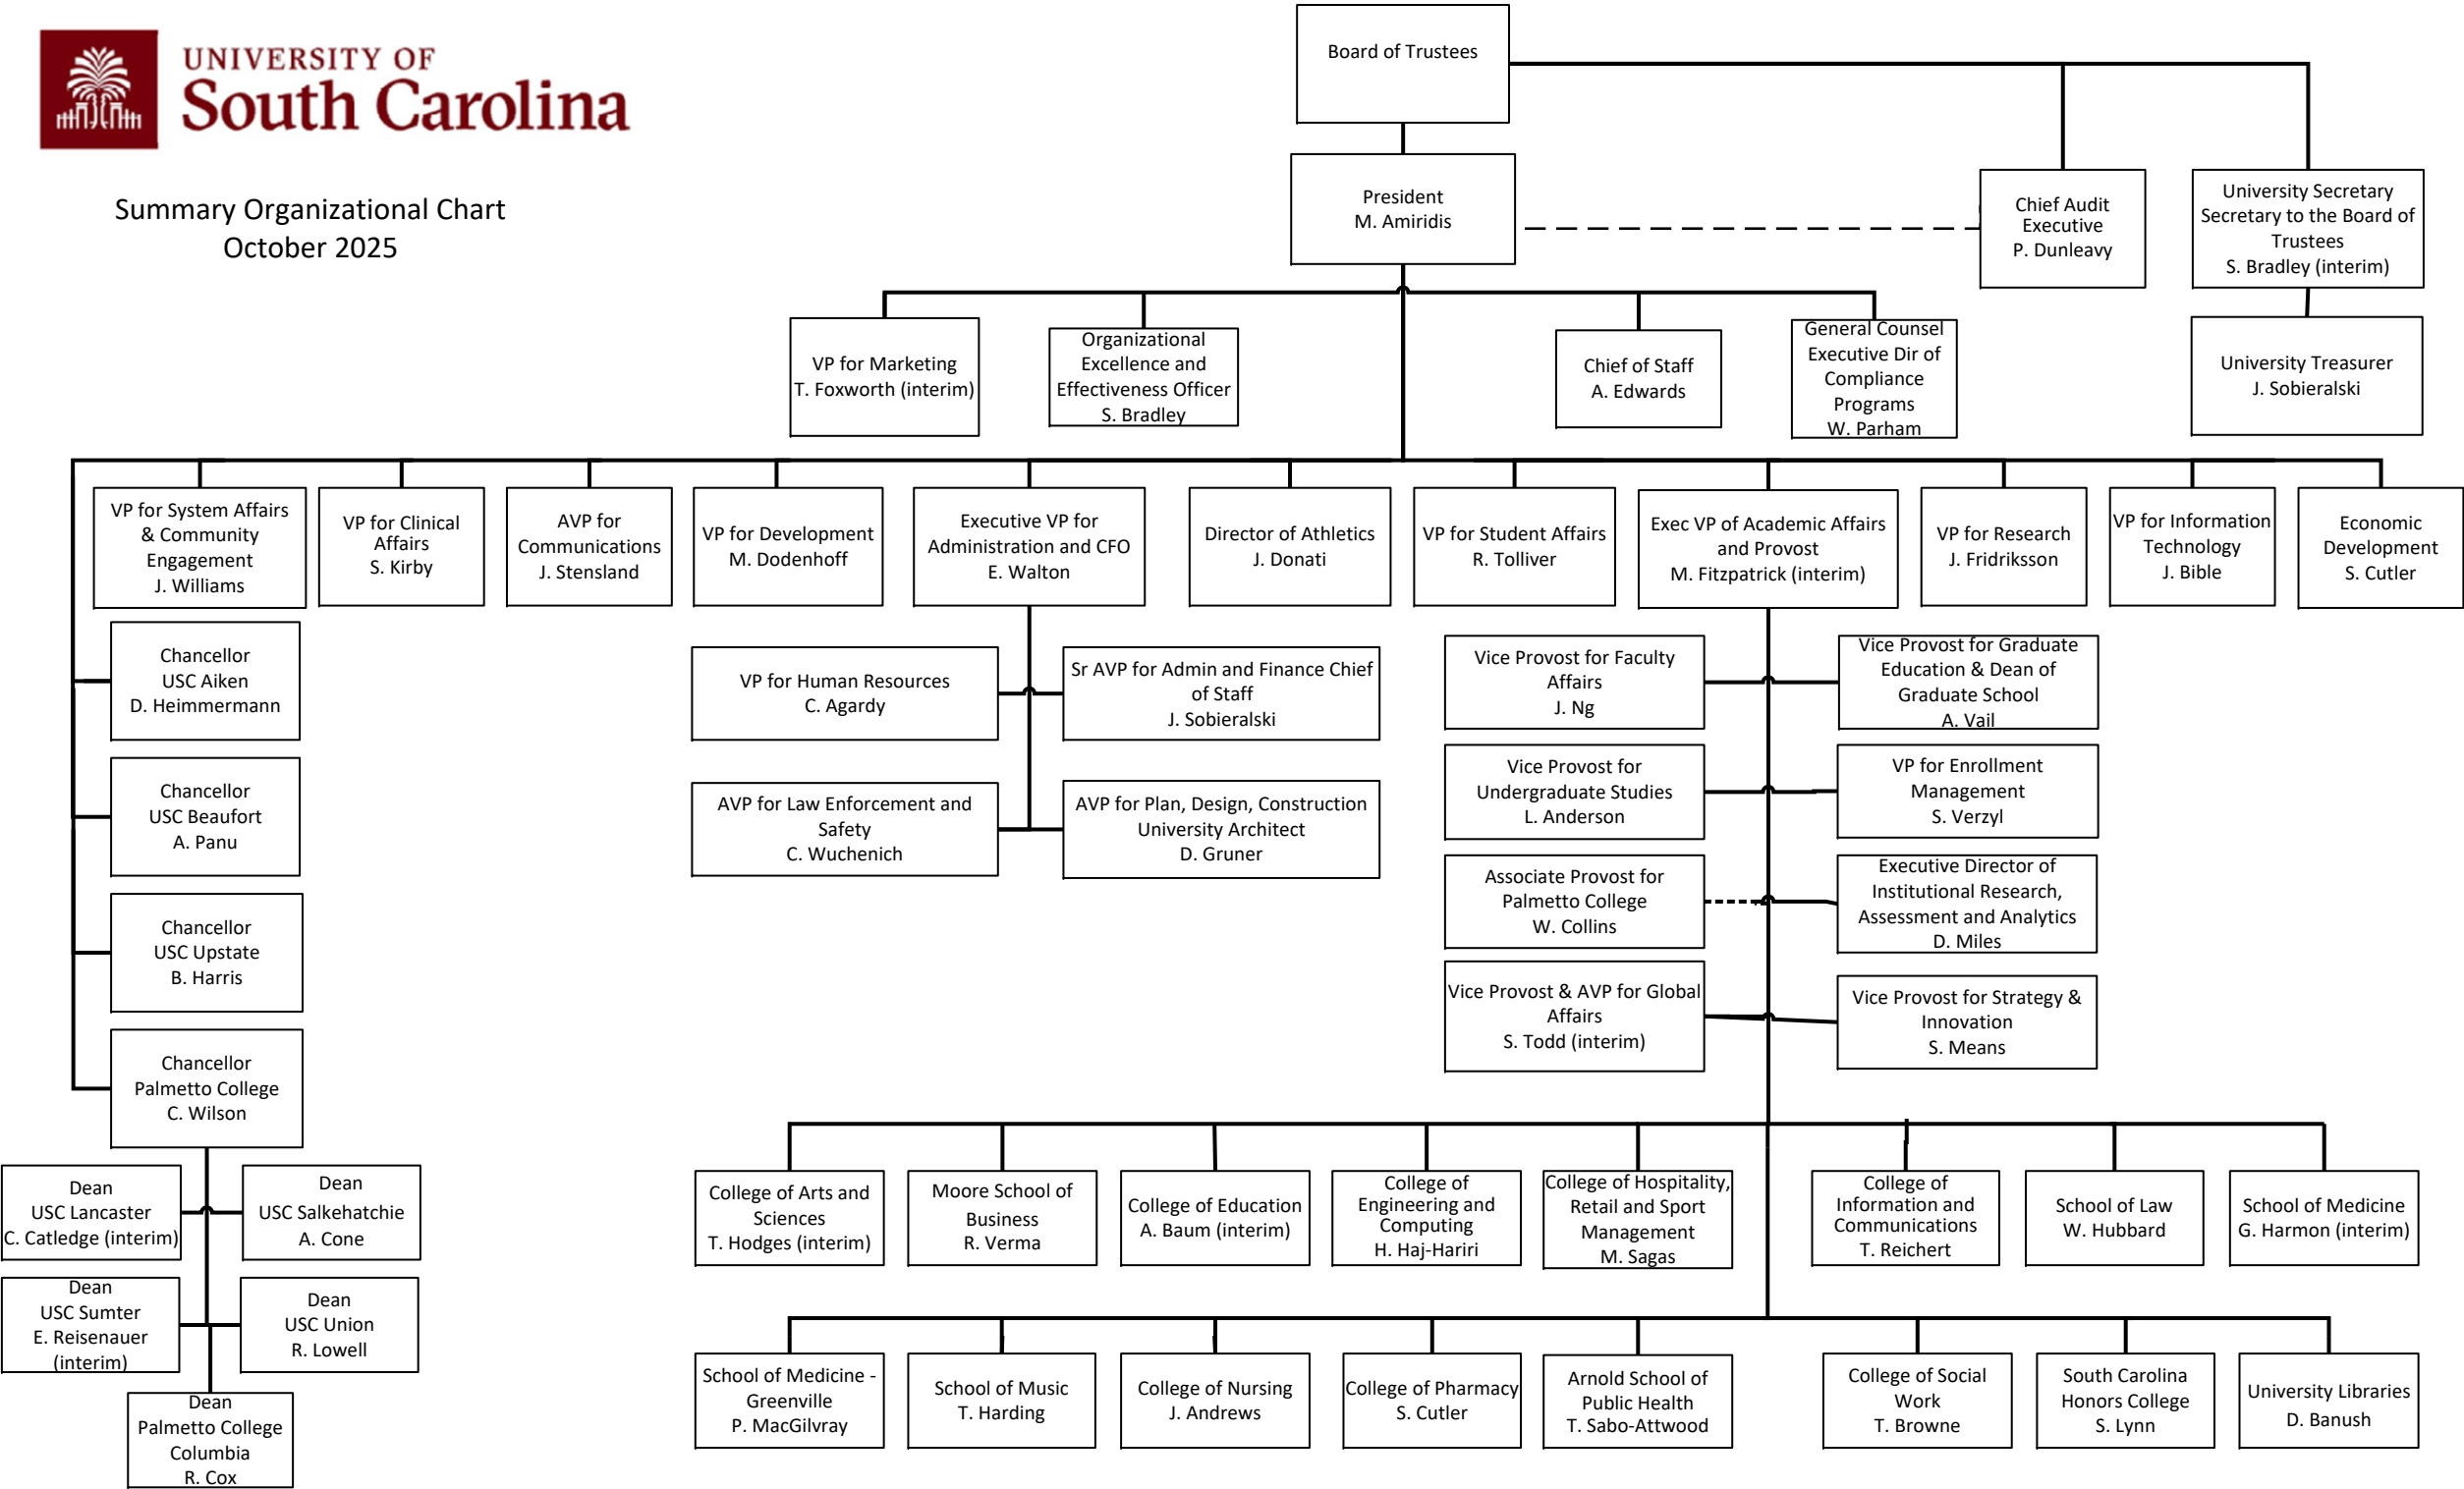 UNIVERSITY OF
South Carolina
Summary Organizational Chart
October 2025
Board of Trustees
President
M. Amiridis
Chief Audit
Executive
P. Dunleavy
University Secretary
Secretary to the Board of
Trustees
S. Bradley (interim)
VP for Marketing
T. Foxworth (interim)
Organizational
Excellence and
Effectiveness Officer
S. Bradley
Chief of Staff
A. Edwards
General Counsel
Executive Dir of
Compliance
Programs
W. Parham
University Treasurer
J. Sobieralski
VP for System Affairs
& Community
Engagement
J. Williams
VP for Clinical
Affairs
S. Kirby
AVP for
Communications
J. Stensland
VP for Development
M. Dodenhoff
Executive VP for
Administration and CFO
E. Walton
Director of Athletics
J. Donati
VP for Student Affairs
R. Tolliver
Exec VP of Academic Affairs
and Provost
M. Fitzpatrick (interim)
VP for Research
J. Fridriksson
VP for Information
Technology
J. Bible
Economic
Development
S. Cutler
Chancellor
USC Aiken
D. Heimmermann
Chancellor
USC Beaufort
A. Panu
Chancellor
USC Upstate
B. Harris
Chancellor
Palmetto College
C. Wilson
Dean
USC Lancaster
C. Catledge (interim)
Dean
USC Salkehatchie
A. Cone
Dean
USC Sumter
E. Reisenauer
(interim)
Dean
USC Union
R. Lowell
Dean
Palmetto College
Columbia
R. Cox
VP for Human Resources
C. Agardy
Sr AVP for Admin and Finance Chief
of Staff
J. Sobieralski
AVP for Law Enforcement and
Safety
C. Wuchenich
AVP for Plan, Design, Construction
University Architect
D. Gruner
Vice Provost for Faculty
Affairs
J. Ng
Vice Provost for Graduate
Education & Dean of
Graduate School
A. Vail
Vice Provost for
Undergraduate Studies
L. Anderson
VP for Enrollment
Management
S. Verzyl
Associate Provost for
Palmetto College
W. Collins
Executive Director of
Institutional Research,
Assessment and Analytics
D. Miles
Vice Provost & AVP for Global
Affairs
S. Todd (interim)
Vice Provost for Strategy &
Innovation
S. Means
College of Arts and
Sciences
T. Hodges (interim)
Moore School of
Business
R. Verma
College of Education
A. Baum (interim)
College of
Engineering and
Computing
H. Haj-Hariri
College of Hospitality,
Retail and Sport
Management
M. Sagas
College of
Information and
Communications
T. Reichert
School of Law
W. Hubbard
School of Medicine
G. Harmon (interim)
School of Medicine -
Greenville
P. MacGilvray
School of Music
T. Harding
College of Nursing
J. Andrews
College of Pharmacy
S. Cutler
Arnold School of
Public Health
T. Sabo-Attwood
College of Social
Work
T. Browne
South Carolina
Honors College
S. Lynn
University Libraries
D. Banush